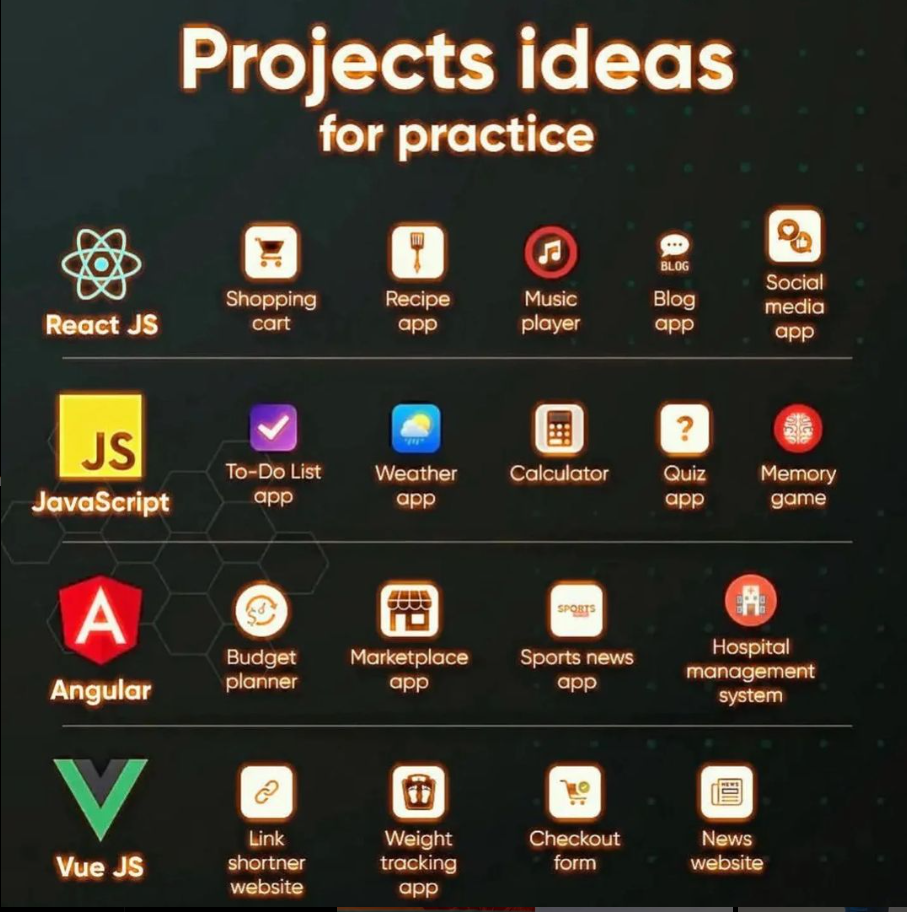 Projects ideas
for practice
React JS
Shopping
cart
Recipe
app
Music
player
BLOG
Blog
app
Social
media
app
JS
JavaScript
To-Do List
app
Weather
app
Calculator
?
Quiz
app
Memory
game
A
Angular
$
Budget
planner
Marketplace
app
SPORTS
Sports news
app
Hospital
management
system
Vue JS
Link
shortner
website
Weight
tracking
app
Checkout
form
NEWS
News
website